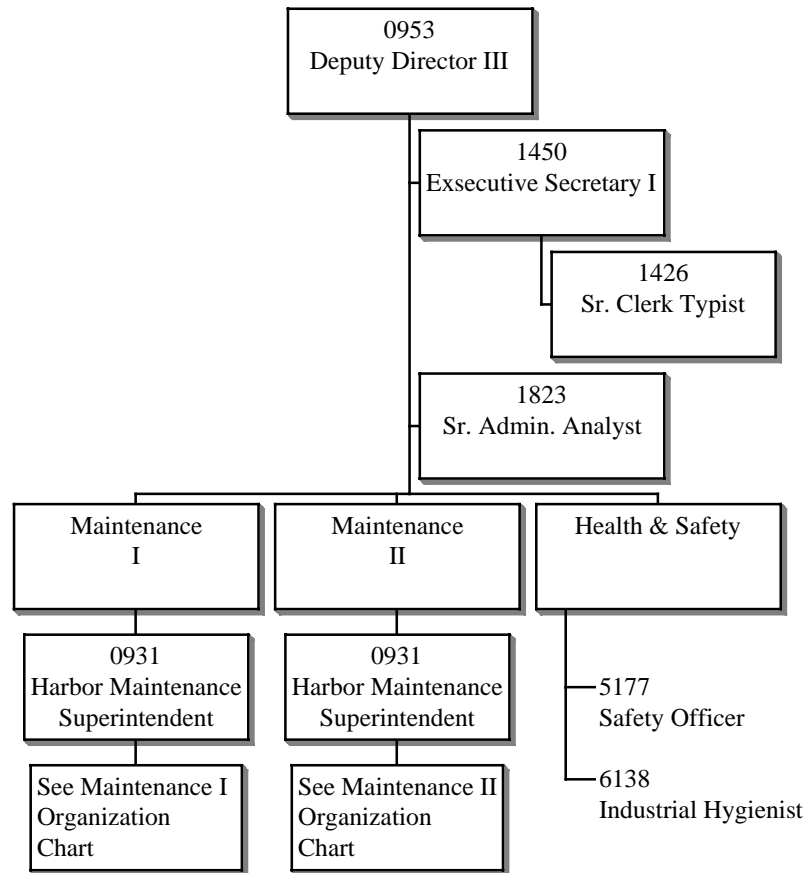 0953
Deputy Director III
1450
Exsecutive Secretary I
1426
Sr. Clerk Typist
1823
Sr. Admin. Analyst
Maintenance
I
Maintenance
II
Health & Safety
0931
Harbor Maintenance
Superintendent
0931
Harbor Maintenance
Superintendent
5177
Safety Officer
See Maintenance I
Organization
Chart
See Maintenance II
Organization
Chart
6138
Industrial Hygienist